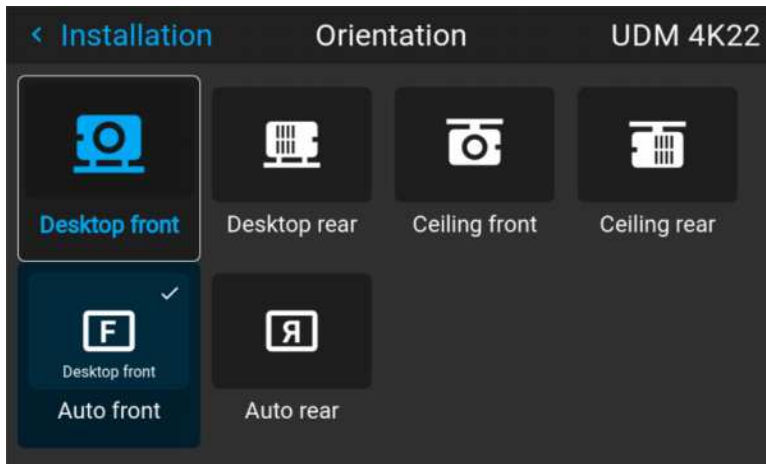 < Installation Orientation UDM 4K22
Desktop front Desktop rear Ceiling front Ceiling rear
F R
Desktop front
Auto front Auto rear